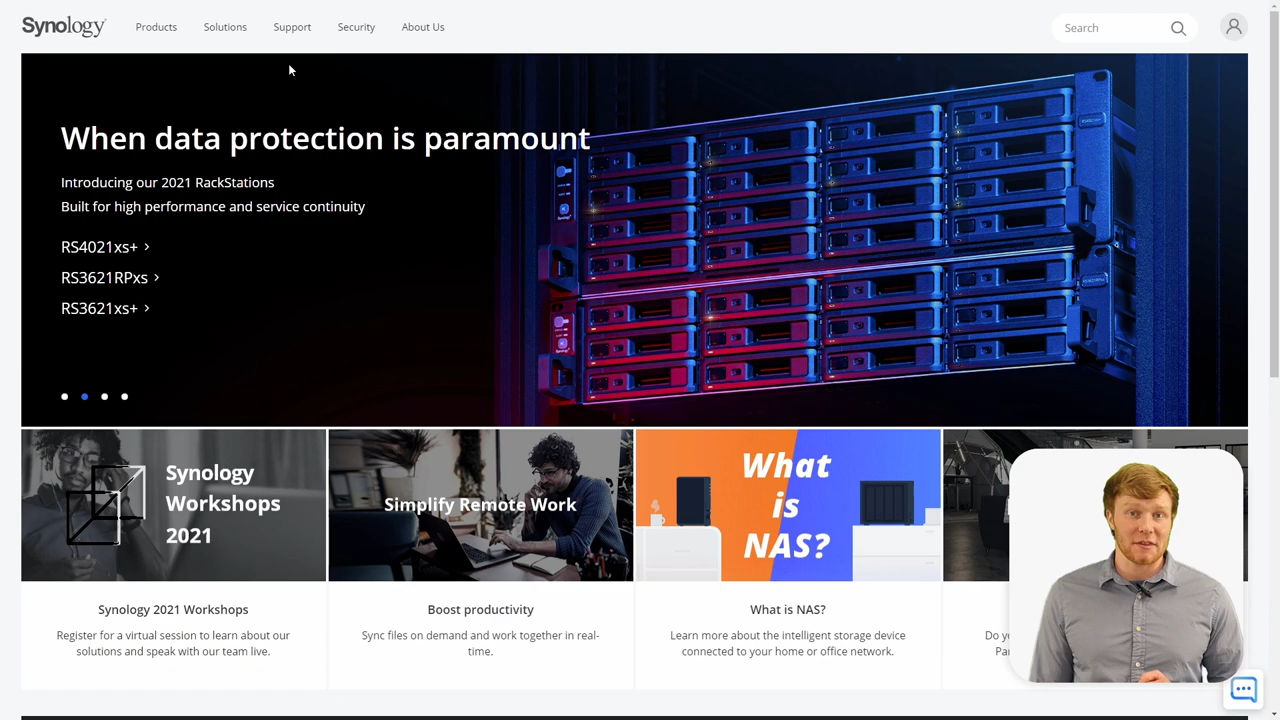 Synology
Products
Solutions
Support
Security
About Us
Search
When data protection is paramount
Introducing our 2021 RackStations
Built for high performance and service continuity
RS4021xs+ >
RS3621RPxs >
RS3621xs+ >
Synology
Workshops
2021
Simplify Remote Work
What
is
NAS?
Synology 2021 Workshops
Register for a virtual session to learn about our
solutions and speak with our team live.
Boost productivity
Sync files on demand and work together in real-
time.
What is NAS?
Learn more about the intelligent storage device
connected to your home or office network.
Do